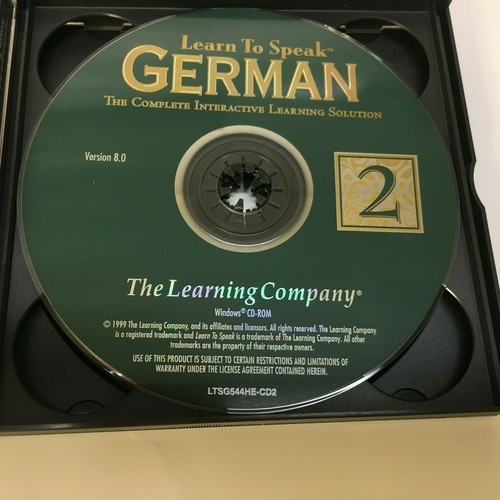 Learn To Speak™
GERMAN
THE COMPLETE INTERACTIVE LEARNING SOLUTION
Version 8.0
2
The Learning Company®
Windows® CD-ROM
© 1999 The Learning Company, and its affiliates and licensors. All rights reserved. The Learning Company
is a registered trademark and Learn To Speak is a trademark of The Learning Company. All other
trademarks are the property of their respective owners.
USE OF THIS PRODUCT IS SUBJECT TO CERTAIN RESTRICTIONS AND LIMITATIONS OF
WARRANTY UNDER THE LICENSE AGREEMENT CONTAINED HEREIN.
LTSG544HE-CD2